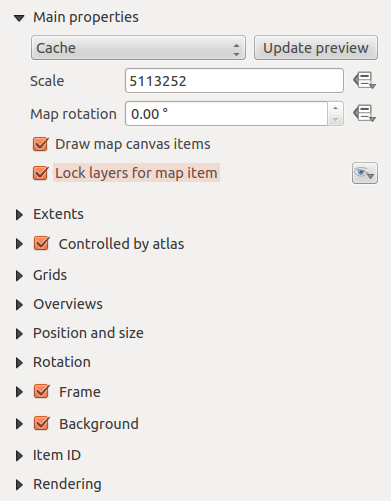 Main properties
Cache Update preview
Scale 5113252
Map rotation 0.00 °
Draw map canvas items
Lock layers for map item
Extents
Controlled by atlas
Grids
Overviews
Position and size
Rotation
Frame
Background
Item ID
Rendering